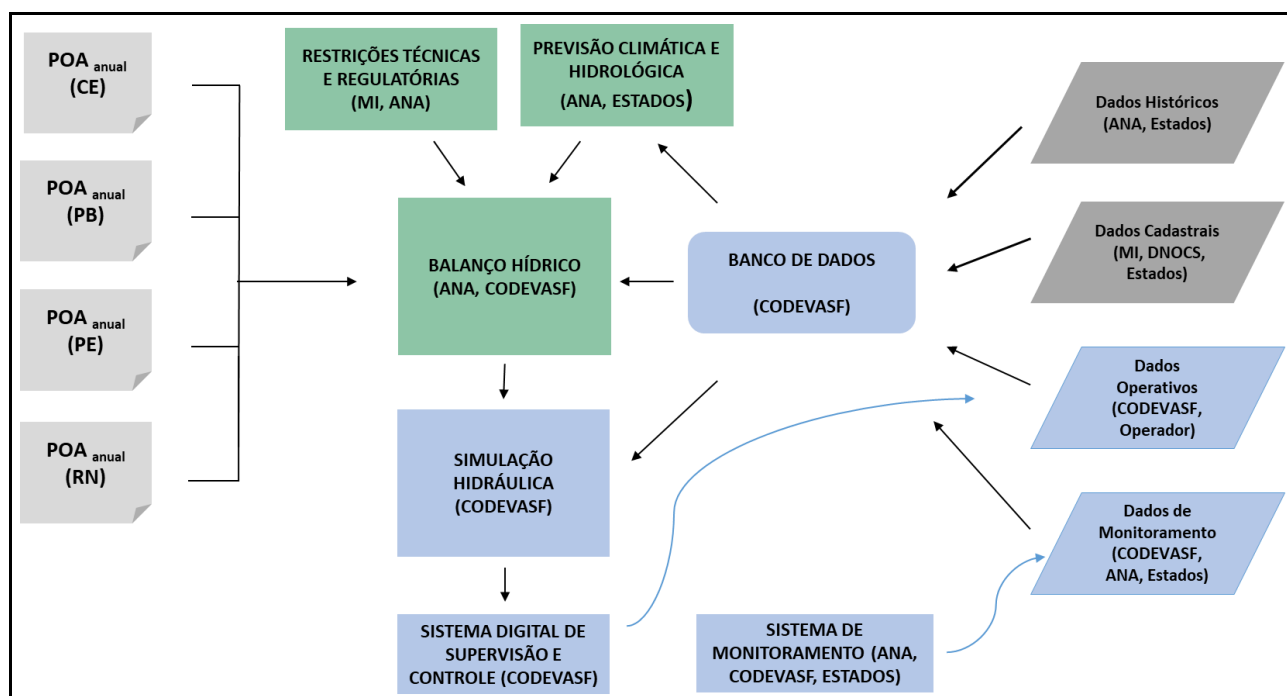 POA anual
(CE)
POA anual
(PB)
POA anual
(PE)
POA anual
(RN)
RESTRIÇÕES TÉCNICAS
E REGULATÓRIAS
(MI, ANA)
PREVISÃO CLIMÁTICA E
HIDROLÓGICA
(ANA, ESTADOS)
BALANÇO HÍDRICO
(ANA, CODEVASF)
SIMULAÇÃO
HIDRÁULICA
(CODEVASF)
SISTEMA DIGITAL DE
SUPERVISÃO E
CONTROLE (CODEVASF)
BANCO DE DADOS
(CODEVASF)
SISTEMA DE
MONITORAMENTO (ANA,
CODEVASF, ESTADOS)
Dados Históricos
(ANA, Estados)
Dados Cadastrais
(MI, DNOCS,
Estados)
Dados
Operativos
(CODEVASF,
Operador)
Dados de
Monitoramento
(CODEVASF,
ANA, Estados)